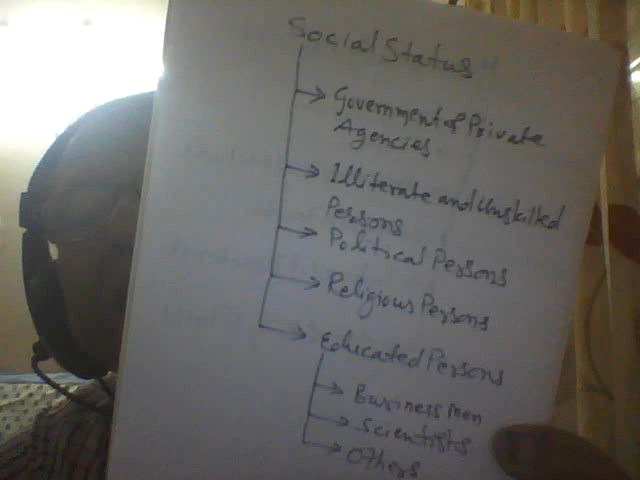 Social Status
Government & Private
Agencies
Illiterate and Unskilled
Persons
Political Persons
Religious Persons
Educated Persons
Business Men
Scientists
Others